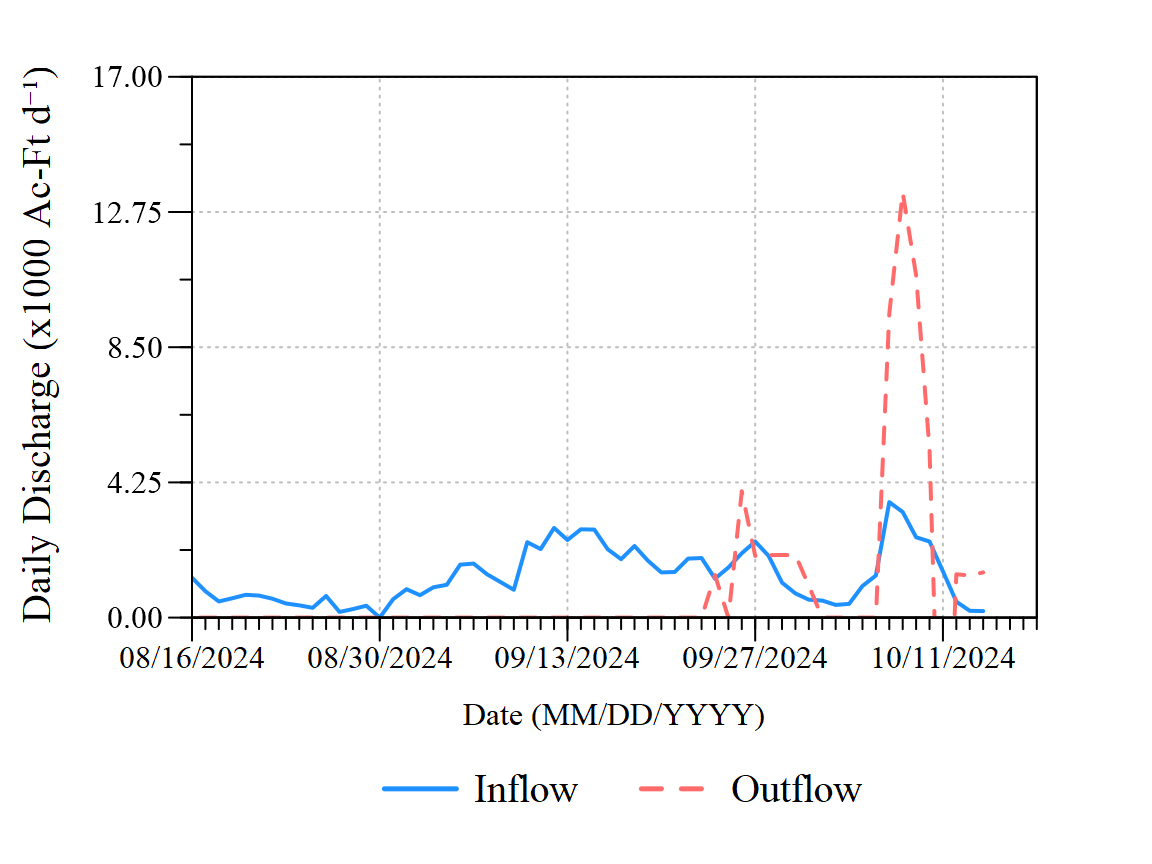 Daily Discharge (x1000 Ac-Ft d⁻¹)
17.00
12.75
8.50
4.25
0.00
08/16/2024
08/30/2024
09/13/2024
09/27/2024
10/11/2024
Date (MM/DD/YYYY)
Inflow
Outflow